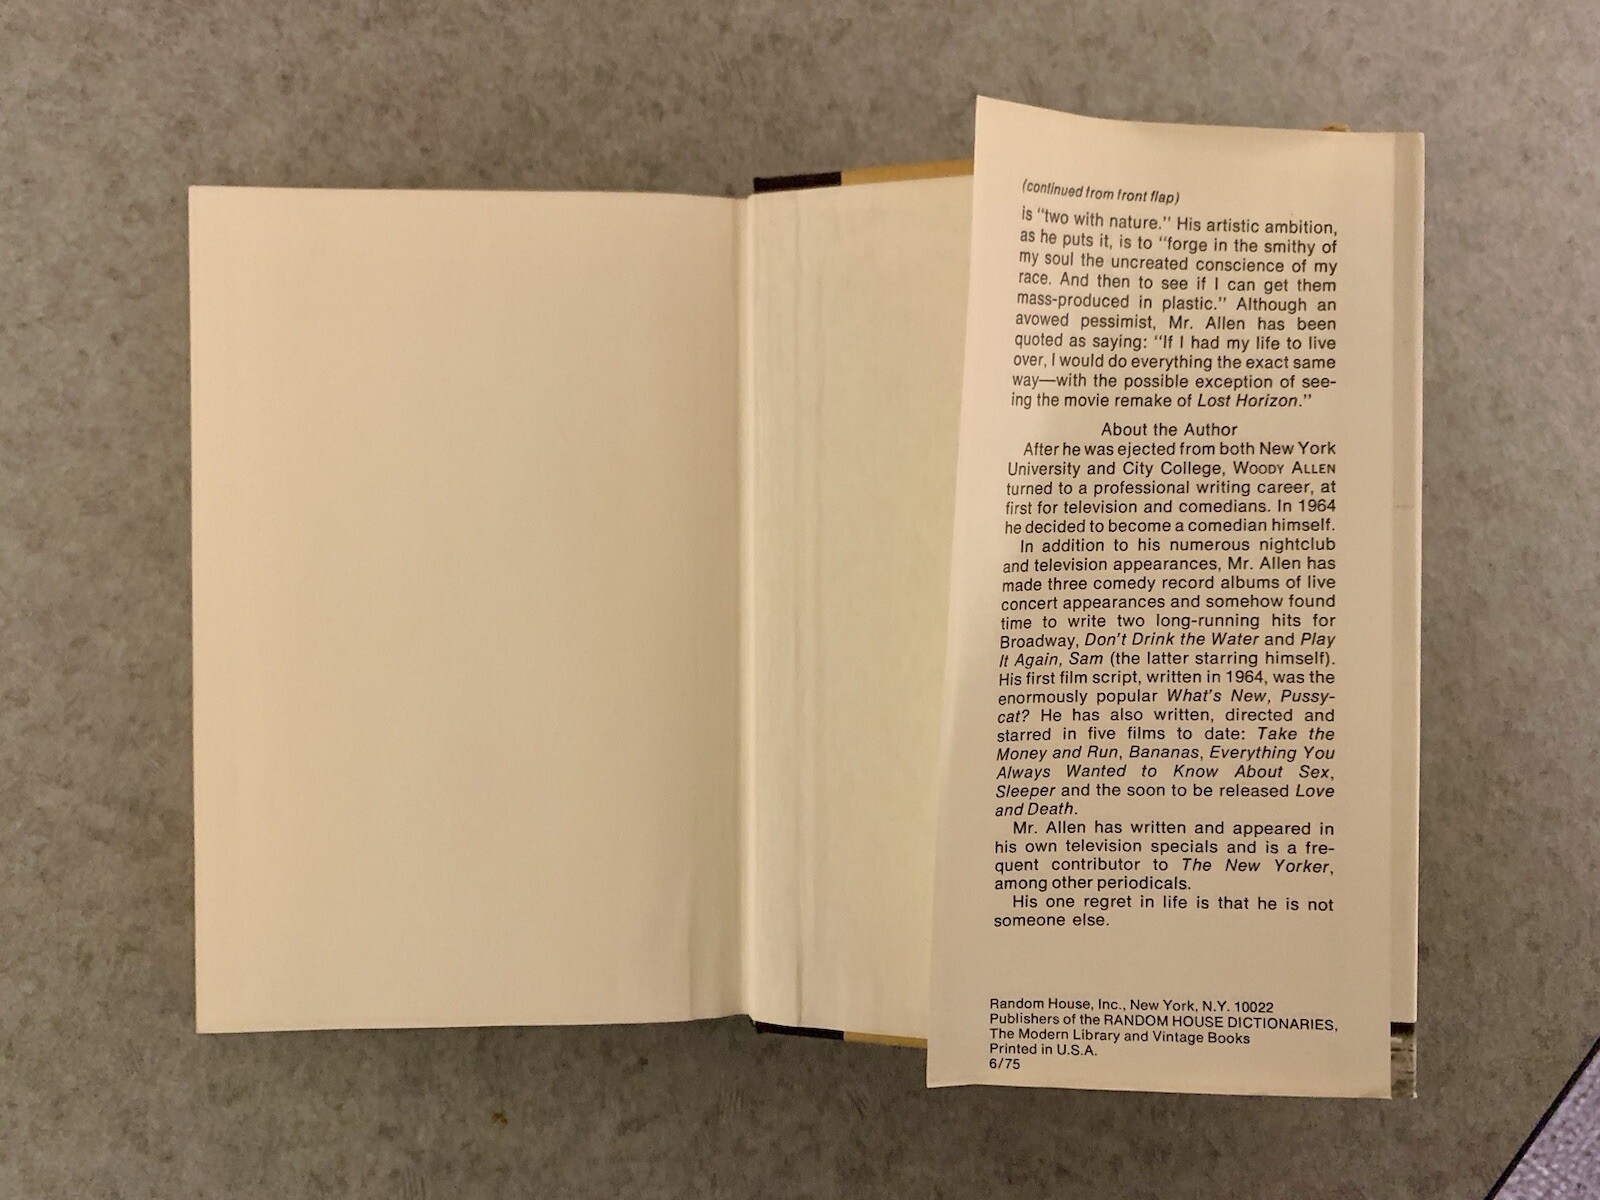 (continued from front flap)
is "two with nature." His artistic ambition,
as he puts it, is to "forge in the smithy of
my soul the uncreated conscience of my
race. And then to see if I can get them
mass-produced in plastic." Although an
avowed pessimist, Mr. Allen has been
quoted as saying: "If I had my life to live
over, I would do everything the exact same
way—with the possible exception of see-
ing the movie remake of Lost Horizon."
About the Author
After he was ejected from both New York
University and City College, WOODY ALLEN
turned to a professional writing career, at
first for television and comedians. In 1964
he decided to become a comedian himself.
In addition to his numerous nightclub
and television appearances, Mr. Allen has
made three comedy record albums of live
concert appearances and somehow found
time to write two long-running hits for
Broadway, Don't Drink the Water and Play
It Again, Sam (the latter starring himself).
His first film script, written in 1964, was the
enormously popular What's New, Pussy-
cat? He has also written, directed and
starred in five films to date: Take the
Money and Run, Bananas, Everything You
Always Wanted to Know About Sex,
Sleeper and the soon to be released Love
and Death.
Mr. Allen has written and appeared in
his own television specials and is a fre-
quent contributor to The New Yorker,
among other periodicals.
His one regret in life is that he is not
someone else.
Random House, Inc., New York, N.Y. 10022
Publishers of the RANDOM HOUSE DICTIONARIES,
The Modern Library and Vintage Books
Printed in U.S.A.
6/75